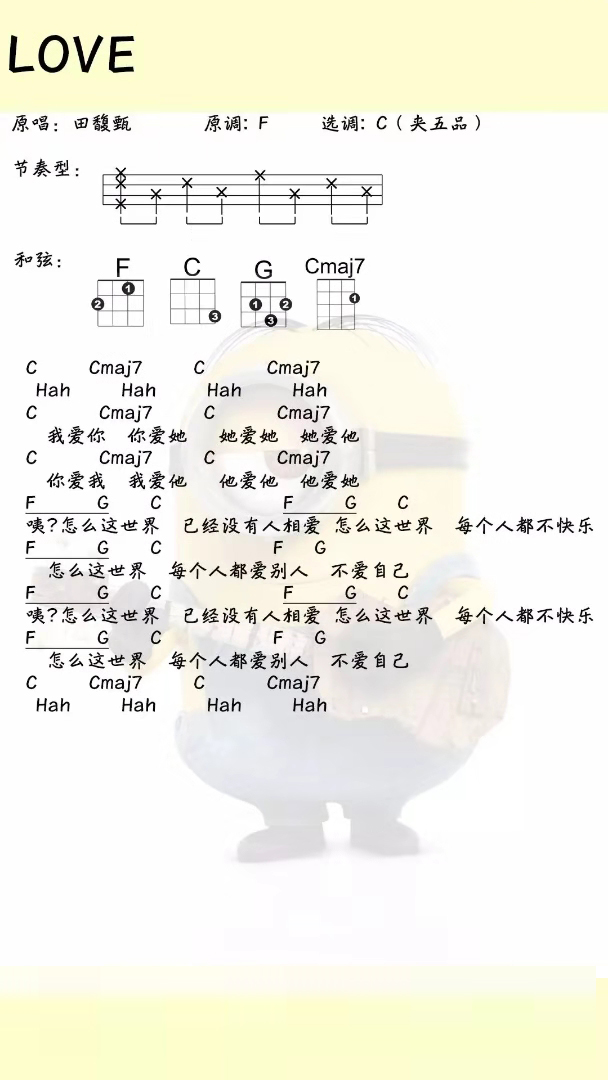 LOVE
原唱：田馥甄 原调：F 选调：C（夹五品）
节奏型：
和弦：
F C G Cmaj7
1 2 3 1 2 3 1
C Cmaj7 C Cmaj7
Hah Hah Hah Hah
C Cmaj7 C Cmaj7
我爱你 你爱她 她爱她 她爱他
C Cmaj7 C Cmaj7
你爱我 我爱他 他爱他 他爱她
F G C F G C
咦?怎么这世界 已经没有人相爱 怎么这世界 每个人都不快乐
F G C F G
怎么这世界 每个人都爱别人 不爱自己
F G C F G C
咦?怎么这世界 已经没有人相爱 怎么这世界 每个人都不快乐
F G C F G
怎么这世界 每个人都爱别人 不爱自己
C Cmaj7 C Cmaj7
Hah Hah Hah Hah